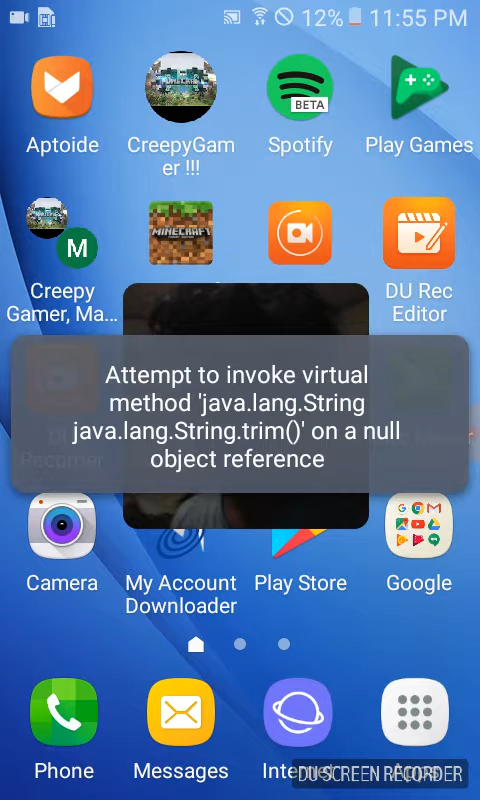 12% 11:55 PM
Aptoide
CreepyGam
er !!!
Spotify
BETA
Play Games
MINECRAFT
M
Creepy
Gamer, Ma...
DU Rec
Editor
Attempt to invoke virtual
method 'java.lang.String
java.lang.String.trim()' on a null
object reference
Camera
My Account
Downloader
Play Store
Google
Phone
Messages
Internet
Apps
DU SCREEN RECORDER